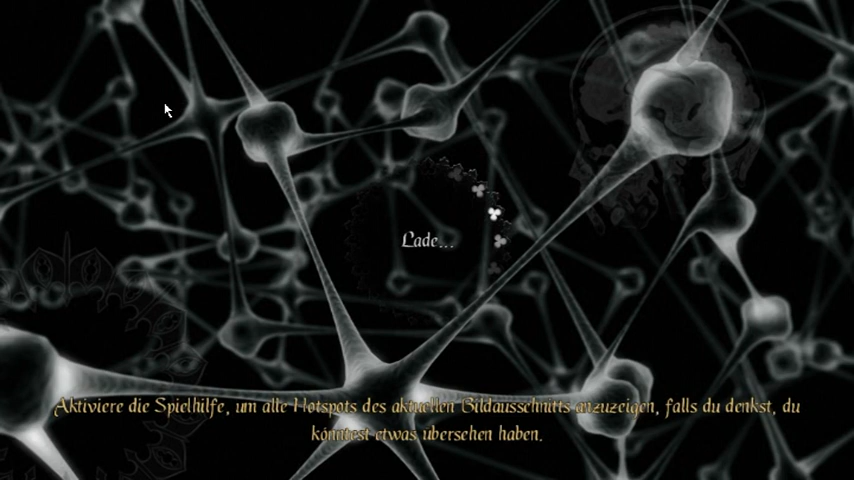 Lade...
Aktiviere die Spielhilfe, um alle Hotspots des aktuellen Bildausschnitts anzuzeigen, falls du denkst, du
könntest etwas übersehen haben.